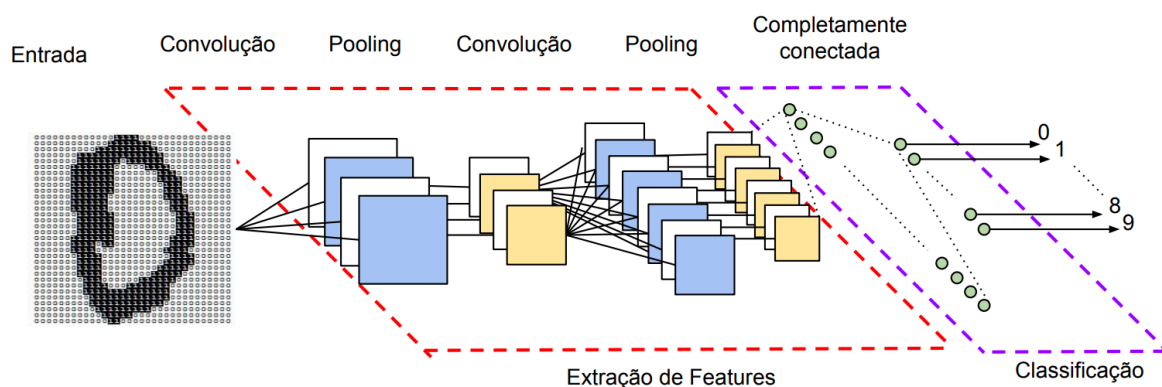 Entrada
Convolução
Pooling
Convolução
Pooling
Completamente
conectada
0
1
8
9
Extração de Features
Classificação